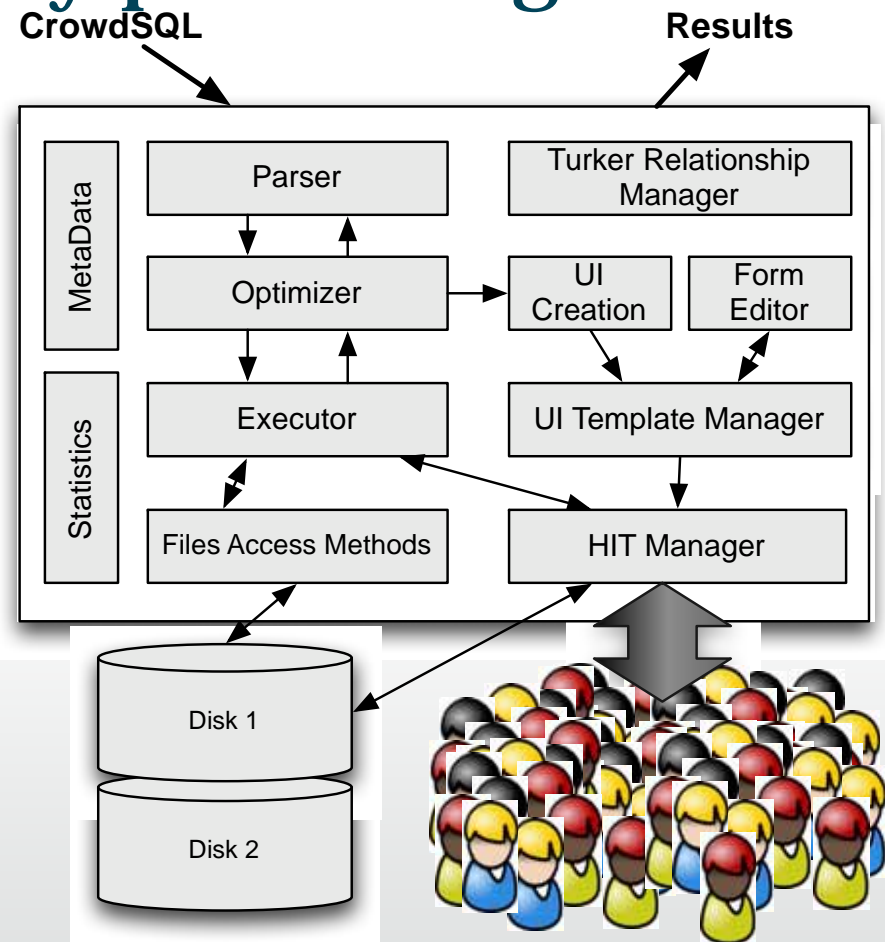 CrowdSQL
Results
MetaData
Statistics
Parser
Optimizer
Executor
Files Access Methods
Turker Relationship
Manager
UI
Creation
Form
Editor
UI Template Manager
HIT Manager
Disk 1
Disk 2